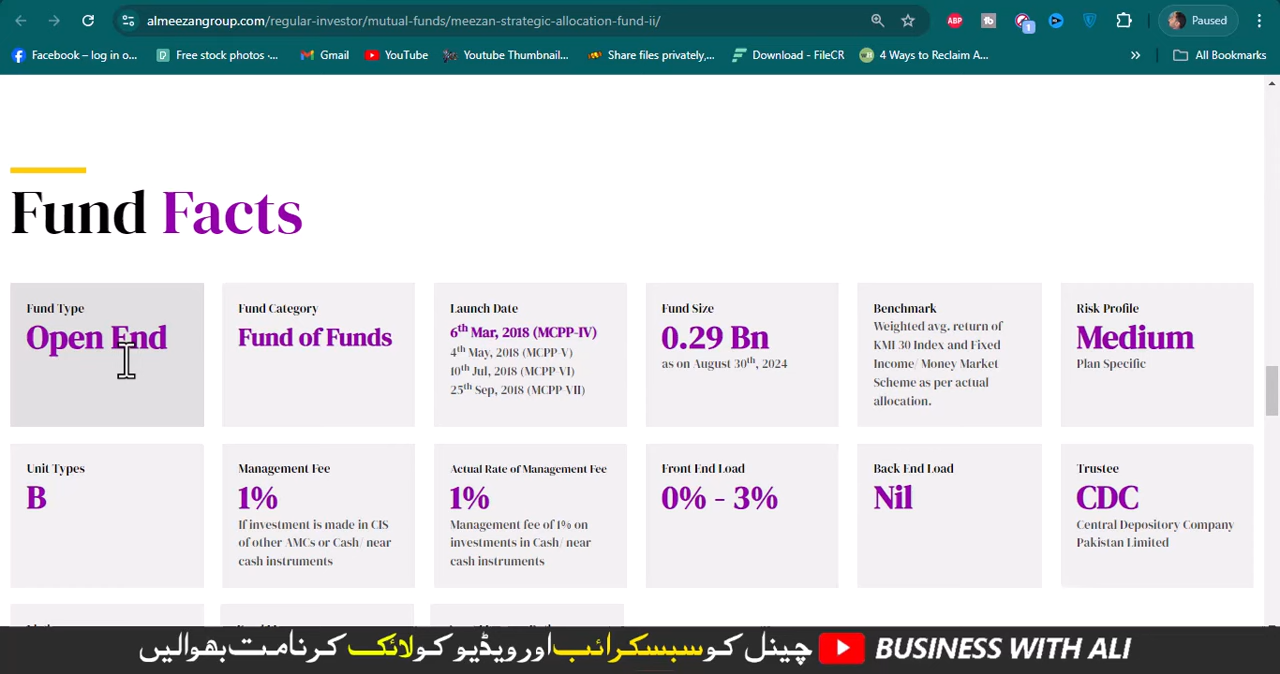 almeezangroup.com/regular-investor/mutual-funds/meezan-strategic-allocation-fund-ii/
ABP
1
Paused
Facebook – log in o...
Free stock photos ·...
Gmail
YouTube
Youtube Thumbnail...
Share files privately,...
Download - FileCR
4 Ways to Reclaim A...
»
All Bookmarks
Fund Facts
Fund Type
Open End
Fund Category
Fund of Funds
Launch Date
6th Mar, 2018 (MCPP-IV)
4th May, 2018 (MCPP-V)
10th Jul, 2018 (MCPP-VI)
25th Sep, 2018 (MCPP-VII)
Fund Size
0.29 Bn
as on August 30th, 2024
Benchmark
Weighted avg. return of
KMI 30 Index and Fixed
Income/ Money Market
Scheme as per actual
allocation.
Risk Profile
Medium
Plan Specific
Unit Types
B
Management Fee
1%
If investment is made in CIS
of other AMCs or Cash/ near
cash instruments
Actual Rate of Management Fee
1%
Management fee of 1% on
investments in Cash/ near
cash instruments
Front End Load
0% - 3%
Back End Load
Nil
Trustee
CDC
Central Depository Company
Pakistan Limited
چینل کو سبسکرائب اور ویڈیو کو لائک کرنا مت بھولیں
BUSINESS WITH ALI